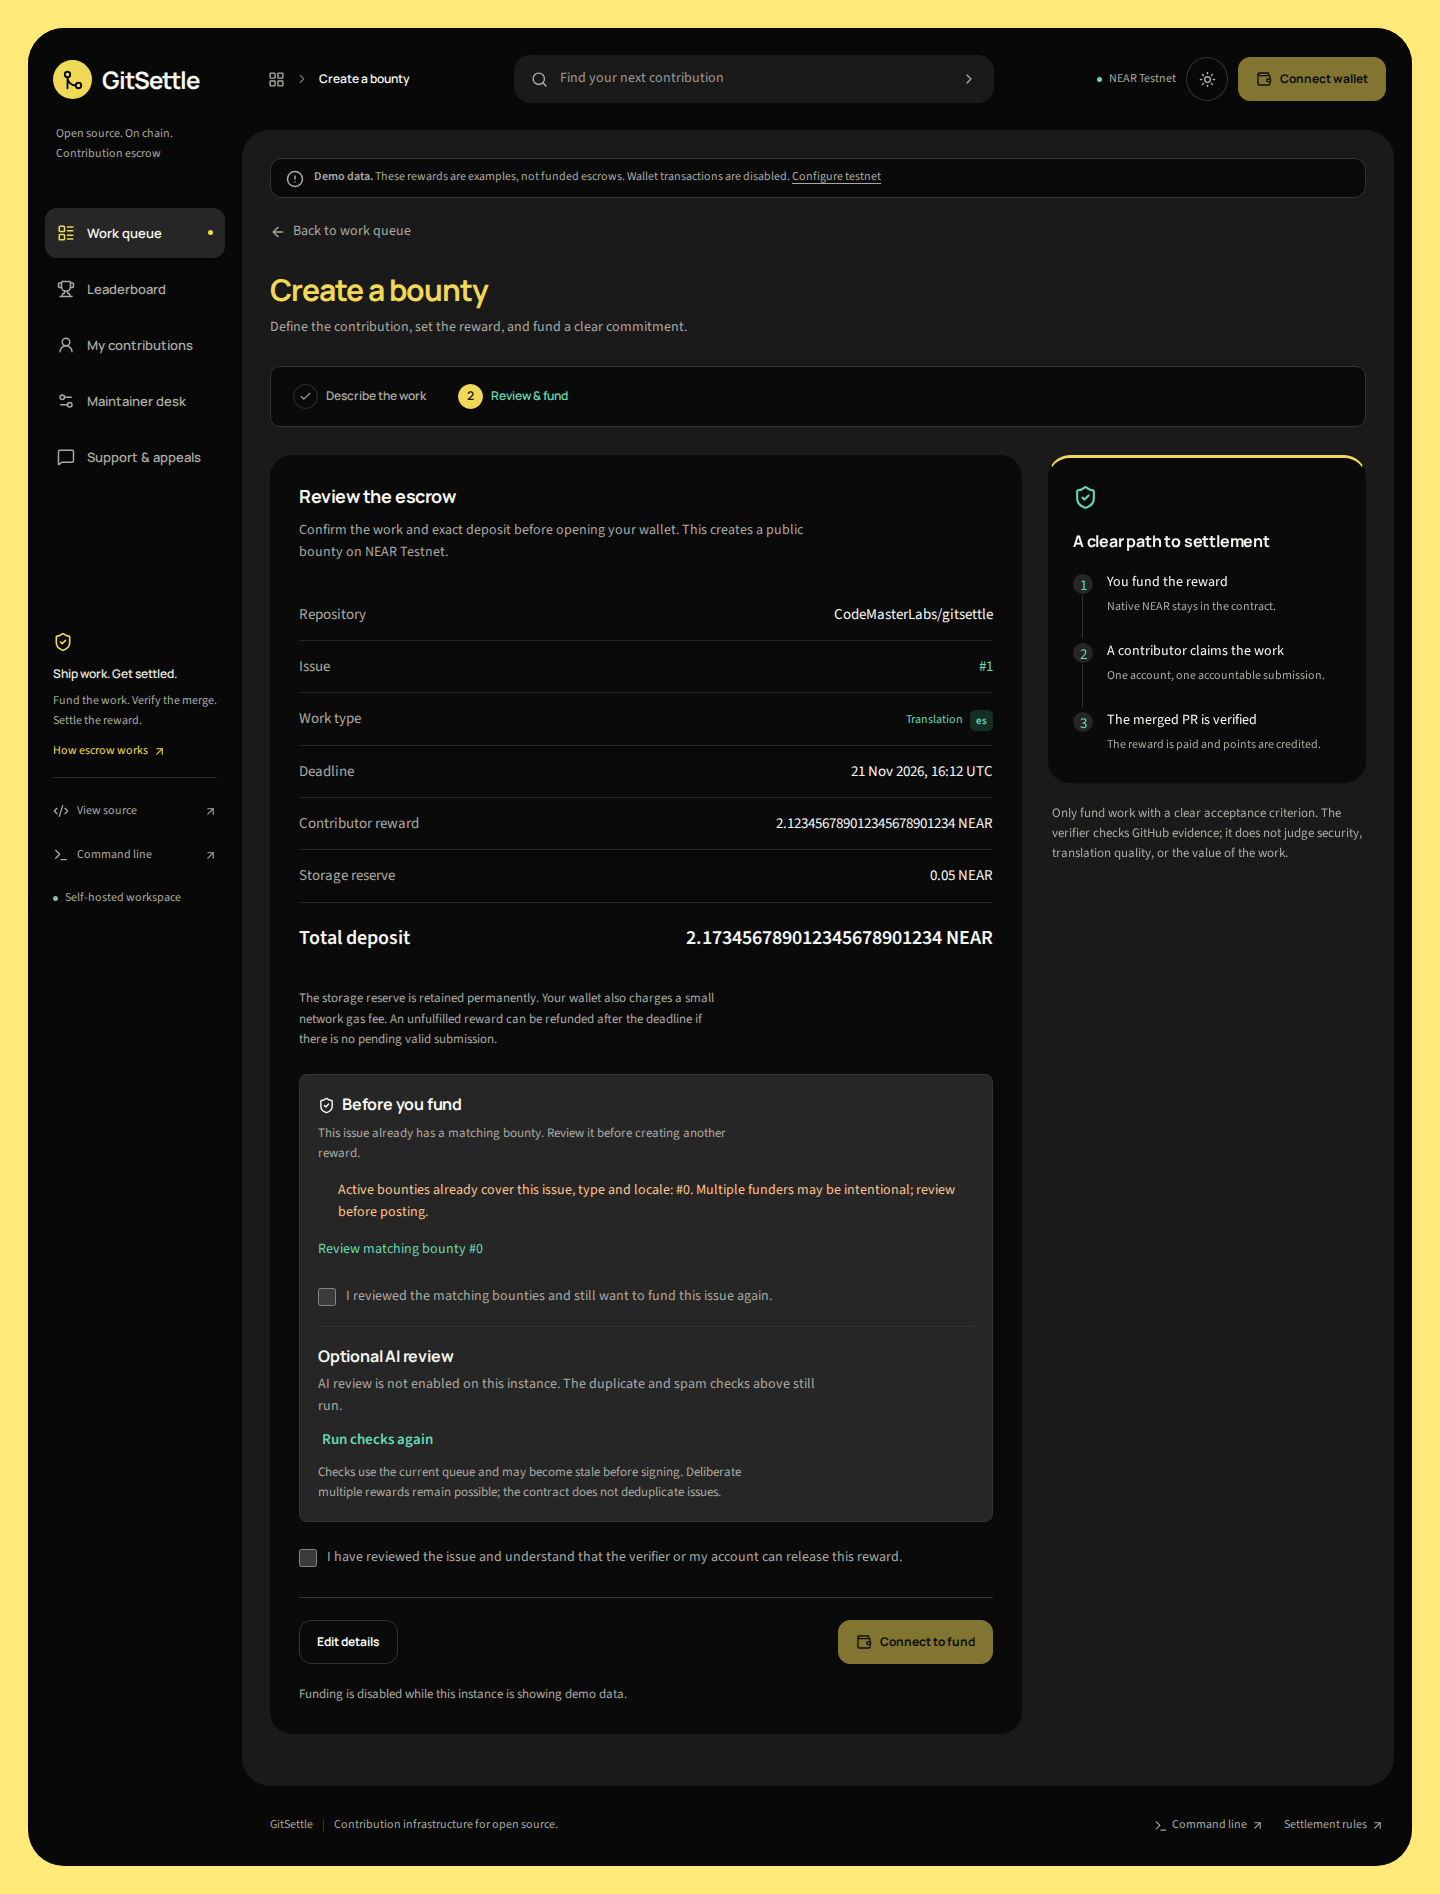 GitSettle
Open source. On chain.
Contribution escrow
Work queue
Leaderboard
My contributions
Maintainer desk
Support & appeals
Ship work. Get settled.
Fund the work. Verify the merge.
Settle the reward.
How escrow works
View source
Command line
Self-hosted workspace
Create a bounty
Find your next contribution
NEAR Testnet
Connect wallet
Demo data. These rewards are examples, not funded escrows. Wallet transactions are disabled. Configure testnet
Back to work queue
Create a bounty
Define the contribution, set the reward, and fund a clear commitment.
Describe the work
2 Review & fund
Review the escrow
Confirm the work and exact deposit before opening your wallet. This creates a public
bounty on NEAR Testnet.
Repository CodeMasterLabs/gitsettle
Issue #1
Work type Translation es
Deadline 21 Nov 2026, 16:12 UTC
Contributor reward 2.123456789012345678901234 NEAR
Storage reserve 0.05 NEAR
Total deposit 2.173456789012345678901234 NEAR
The storage reserve is retained permanently. Your wallet also charges a small
network gas fee. An unfulfilled reward can be refunded after the deadline if
there is no pending valid submission.
Before you fund
This issue already has a matching bounty. Review it before creating another
reward.
Active bounties already cover this issue, type and locale: #0. Multiple funders may be intentional; review
before posting.
Review matching bounty #0
I reviewed the matching bounties and still want to fund this issue again.
Optional AI review
AI review is not enabled on this instance. The duplicate and spam checks above still
run.
Run checks again
Checks use the current queue and may become stale before signing. Deliberate
multiple rewards remain possible; the contract does not deduplicate issues.
I have reviewed the issue and understand that the verifier or my account can release this reward.
Edit details
Connect to fund
Funding is disabled while this instance is showing demo data.
A clear path to settlement
1 You fund the reward
Native NEAR stays in the contract.
2 A contributor claims the work
One account, one accountable submission.
3 The merged PR is verified
The reward is paid and points are credited.
Only fund work with a clear acceptance criterion. The
verifier checks GitHub evidence; it does not judge security,
translation quality, or the value of the work.
GitSettle
Contribution infrastructure for open source.
Command line
Settlement rules